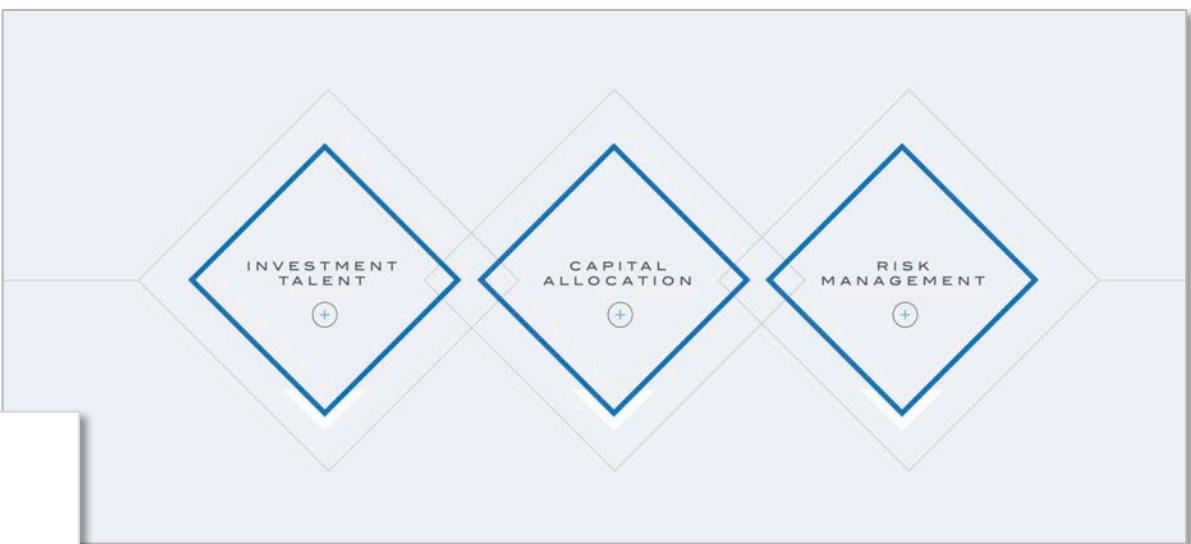 INVESTMENT
TALENT
CAPITAL
ALLOCATION
RISK
MANAGEMENT